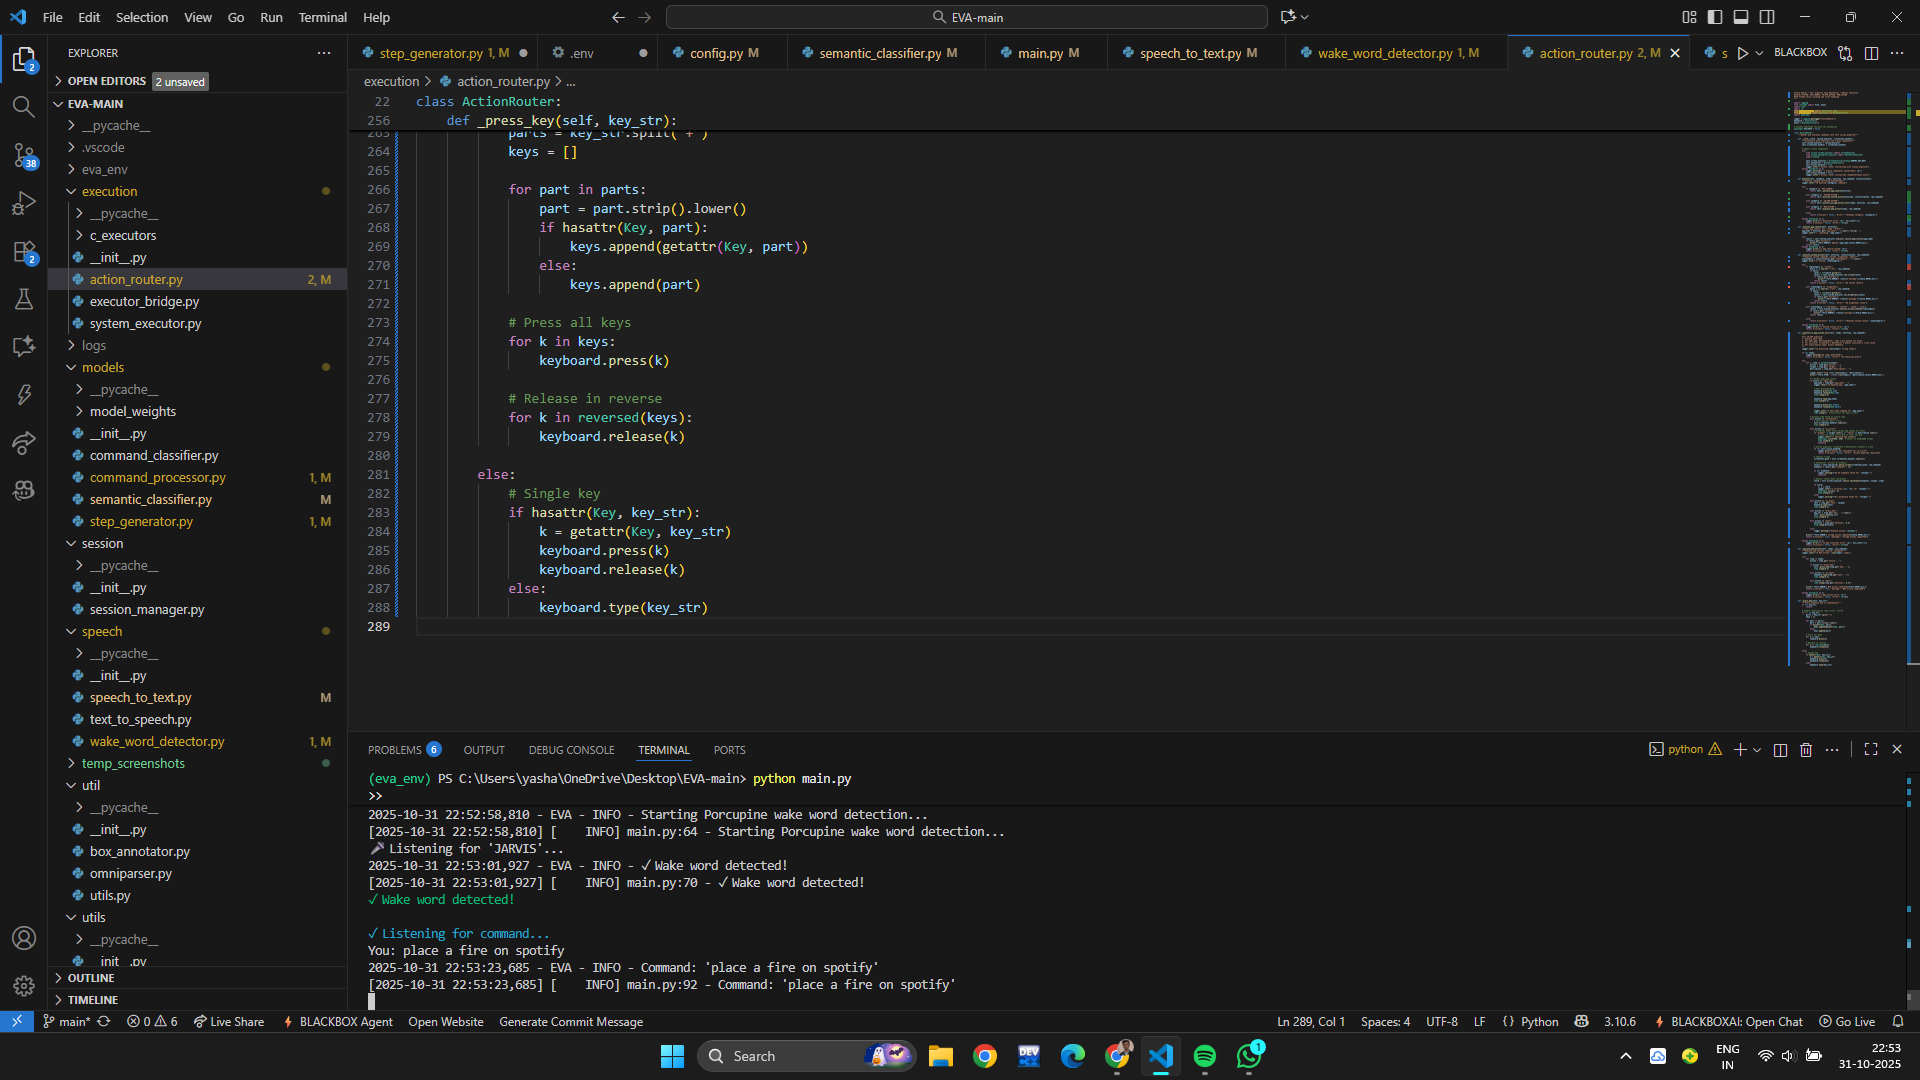 File Edit Selection View Go Run Terminal Help
EVA-main
EXPLORER
OPEN EDITORS 2 unsaved
EVA-MAIN
__pycache__
.vscode
eva_env
execution
__pycache__
c_executors
__init__.py
action_router.py 2, M
executor_bridge.py
system_executor.py
logs
models
__pycache__
model_weights
__init__.py
command_classifier.py
command_processor.py 1, M
semantic_classifier.py M
step_generator.py 1, M
session
__pycache__
__init__.py
session_manager.py
speech
__pycache__
__init__.py
speech_to_text.py M
text_to_speech.py
wake_word_detector.py 1, M
temp_screenshots
util
__pycache__
__init__.py
box_annotator.py
omniparser.py
utils.py
utils
__pycache__
__init__.py
OUTLINE
TIMELINE
2
38
2
step_generator.py 1, M
.env
config.py M
semantic_classifier.py M
main.py M
speech_to_text.py M
wake_word_detector.py 1, M
action_router.py 2, M
s
BLACKBOX
execution > action_router.py > ...
22 class ActionRouter:
256 def _press_key(self, key_str):
263 parts = key_str.split('+')
264 keys = []
265
266 for part in parts:
267 part = part.strip().lower()
268 if hasattr(Key, part):
269 keys.append(getattr(Key, part))
270 else:
271 keys.append(part)
272
273 # Press all keys
274 for k in keys:
275 keyboard.press(k)
276
277 # Release in reverse
278 for k in reversed(keys):
279 keyboard.release(k)
280
281 else:
282 # Single key
283 if hasattr(Key, key_str):
284 k = getattr(Key, key_str)
285 keyboard.press(k)
286 keyboard.release(k)
287 else:
288 keyboard.type(key_str)
289
PROBLEMS 6 OUTPUT DEBUG CONSOLE TERMINAL PORTS
python
(eva_env) PS C:\Users\yasha\OneDrive\Desktop\EVA-main> python main.py
>>
2025-10-31 22:52:58,810 - EVA - INFO - Starting Porcupine wake word detection...
[2025-10-31 22:52:58,810] [    INFO] main.py:64 - Starting Porcupine wake word detection...
🎤 Listening for 'JARVIS'...
2025-10-31 22:53:01,927 - EVA - INFO - ✓ Wake word detected!
[2025-10-31 22:53:01,927] [    INFO] main.py:70 - ✓ Wake word detected!
✓ Wake word detected!
✓ Listening for command...
You: place a fire on spotify
2025-10-31 22:53:23,685 - EVA - INFO - Command: 'place a fire on spotify'
[2025-10-31 22:53:23,685] [    INFO] main.py:92 - Command: 'place a fire on spotify'
main* 0 6 Live Share BLACKBOX Agent Open Website Generate Commit Message
Ln 289, Col 1 Spaces: 4 UTF-8 LF {} Python 3.10.6 BLACKBOXAI: Open Chat Go Live
Search
DEV
1
ENG
IN
22:53
31-10-2025